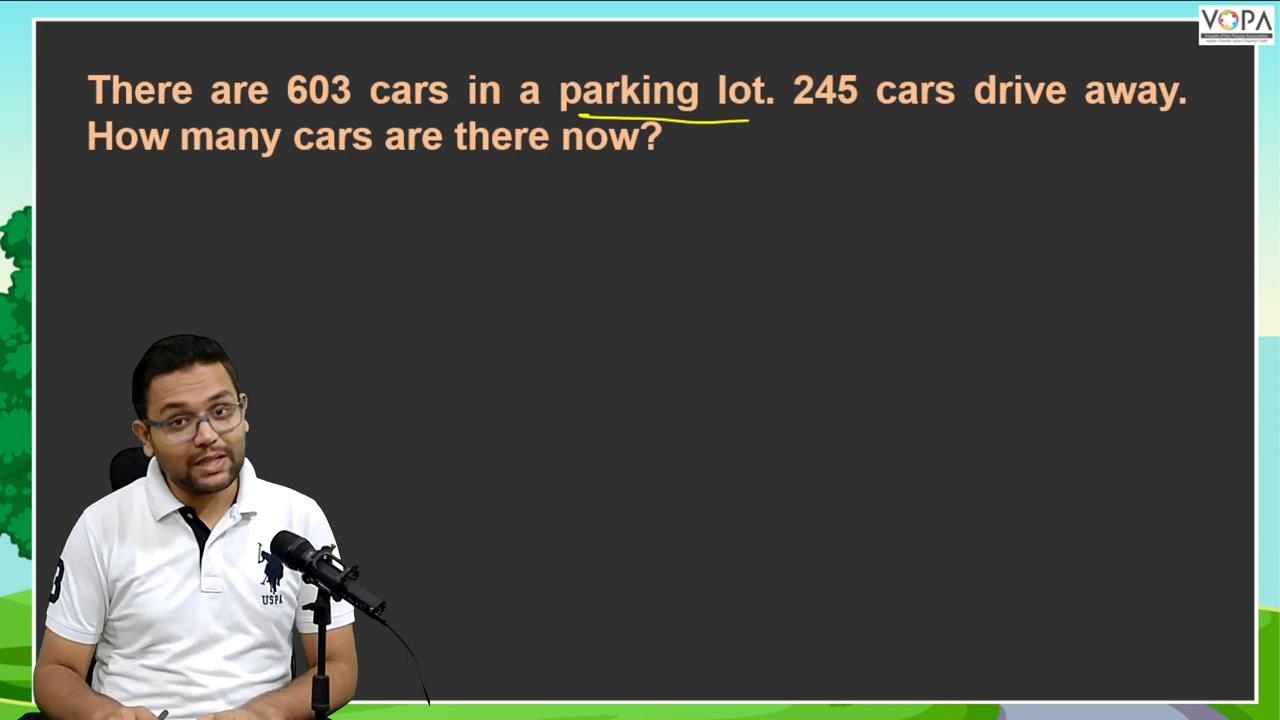 VOPA
There are 603 cars in a parking lot. 245 cars drive away.
How many cars are there now?
3
USPA